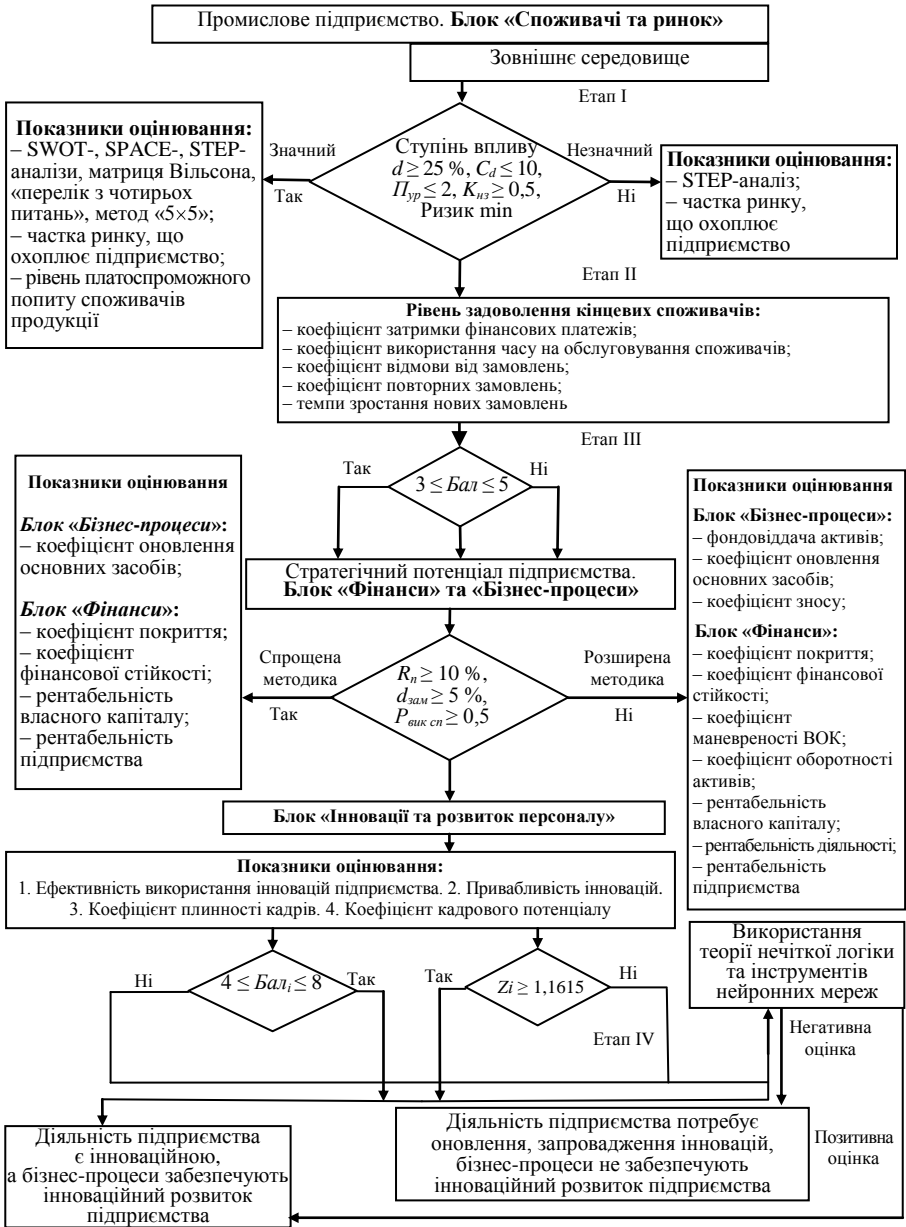 Промислове підприємство. Блок «Споживачі та ринок»
Зовнішнє середовище
Етап I
Показники оцінювання:
– SWOT-, SPACE-, STEP-
аналізи, матриця Вільсона,
«перелік з чотирьох
питань», метод «5×5»;
– частка ринку, що
охоплює підприємство;
– рівень платоспроможного
попиту споживачів
продукції
Значний
Так
Ступінь впливу
d ≥ 25 %, C_d ≤ 10,
П_ур ≤ 2, K_нз ≥ 0,5,
Ризик min
Незначний
Ні
Показники оцінювання:
– STEP-аналіз;
– частка ринку,
що охоплює
підприємство
Етап II
Рівень задоволення кінцевих споживачів:
– коефіцієнт затримки фінансових платежів;
– коефіцієнт використання часу на обслуговування споживачів;
– коефіцієнт відмови від замовлень;
– коефіцієнт повторних замовлень;
– темпи зростання нових замовлень
Етап III
Так
3 ≤ Бал ≤ 5
Ні
Показники оцінювання
Блок «Бізнес-процеси»:
– коефіцієнт оновлення
основних засобів;
Блок «Фінанси»:
– коефіцієнт покриття;
– коефіцієнт
фінансової стійкості;
– рентабельність
власного капіталу;
– рентабельність
підприємства
Стратегічний потенціал підприємства.
Блок «Фінанси» та «Бізнес-процеси»
Спрощена
методика
Так
R_п ≥ 10 %,
d_зам ≥ 5 %,
P_вик сп ≥ 0,5
Розширена
методика
Ні
Показники оцінювання
Блок «Бізнес-процеси»:
– фондовіддача активів;
– коефіцієнт оновлення
основних засобів;
– коефіцієнт зносу;
Блок «Фінанси»:
– коефіцієнт покриття;
– коефіцієнт фінансової
стійкості;
– коефіцієнт
маневреності ВОК;
– коефіцієнт оборотності
активів;
– рентабельність
власного капіталу;
– рентабельність діяльності;
– рентабельність
підприємства
Блок «Інновації та розвиток персоналу»
Показники оцінювання:
1. Ефективність використання інновацій підприємства. 2. Привабливість інновацій.
3. Коефіцієнт плинності кадрів. 4. Коефіцієнт кадрового потенціалу
Ні
4 ≤ Бал_i ≤ 8
Так
Так
Zi ≥ 1,1615
Ні
Використання
теорії нечіткої логіки
та інструментів
нейронних мереж
Етап IV
Негативна
оцінка
Діяльність підприємства
є інноваційною,
а бізнес-процеси забезпечують
інноваційний розвиток
підприємства
Діяльність підприємства потребує
оновлення, запровадження інновацій,
бізнес-процеси не забезпечують
інноваційний розвиток підприємства
Позитивна
оцінка